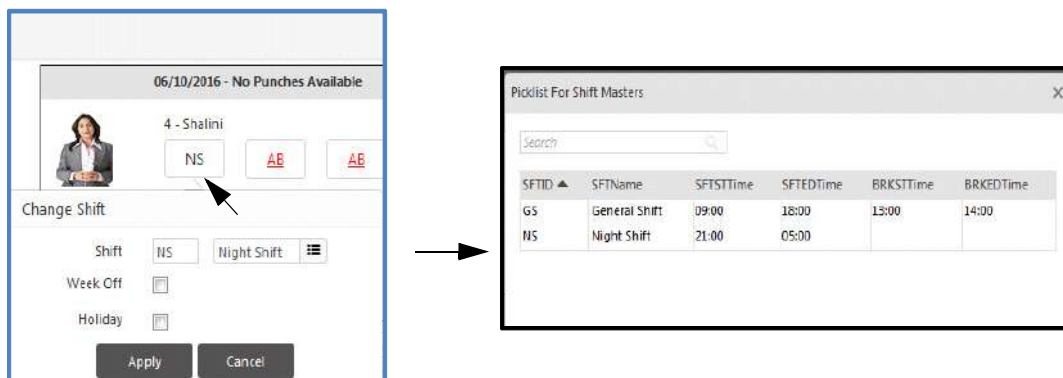 06/10/2016 - No Punches Available
4 - Shalini
NS AB AB
Change Shift
Shift NS Night Shift
Week Off
Holiday
Apply Cancel
Picklist For Shift Masters X
Search
SFTID SFTName SFTSTTime SFTEDTime BRKSTTime BRKEDTime
GS General Shift 09:00 18:00 13:00 14:00
NS Night Shift 21:00 05:00